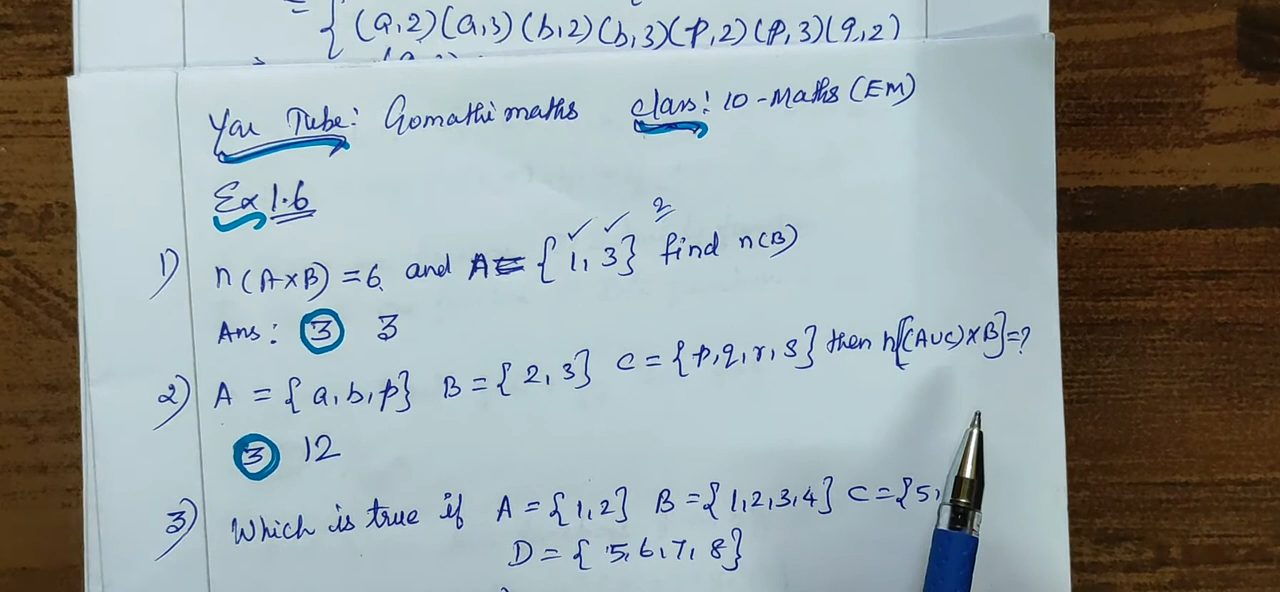 = { (a,2)(a,3)(b,2)(b,3)(p,2)(p,3)(q,2)
You Tube: Gomathi maths class: 10 - Maths (EM)
Ex 1.6
2
1) n(A×B) = 6 and A = {1, 3} find n(B)
Ans: 3 3
2) A = {a, b, p} B = {2, 3} C = {p, q, r, s} then n[(A∪C)×B] = ?
3 12
3) Which is true if A = {1, 2} B = {1, 2, 3, 4} C = {5,
D = {5, 6, 7, 8}